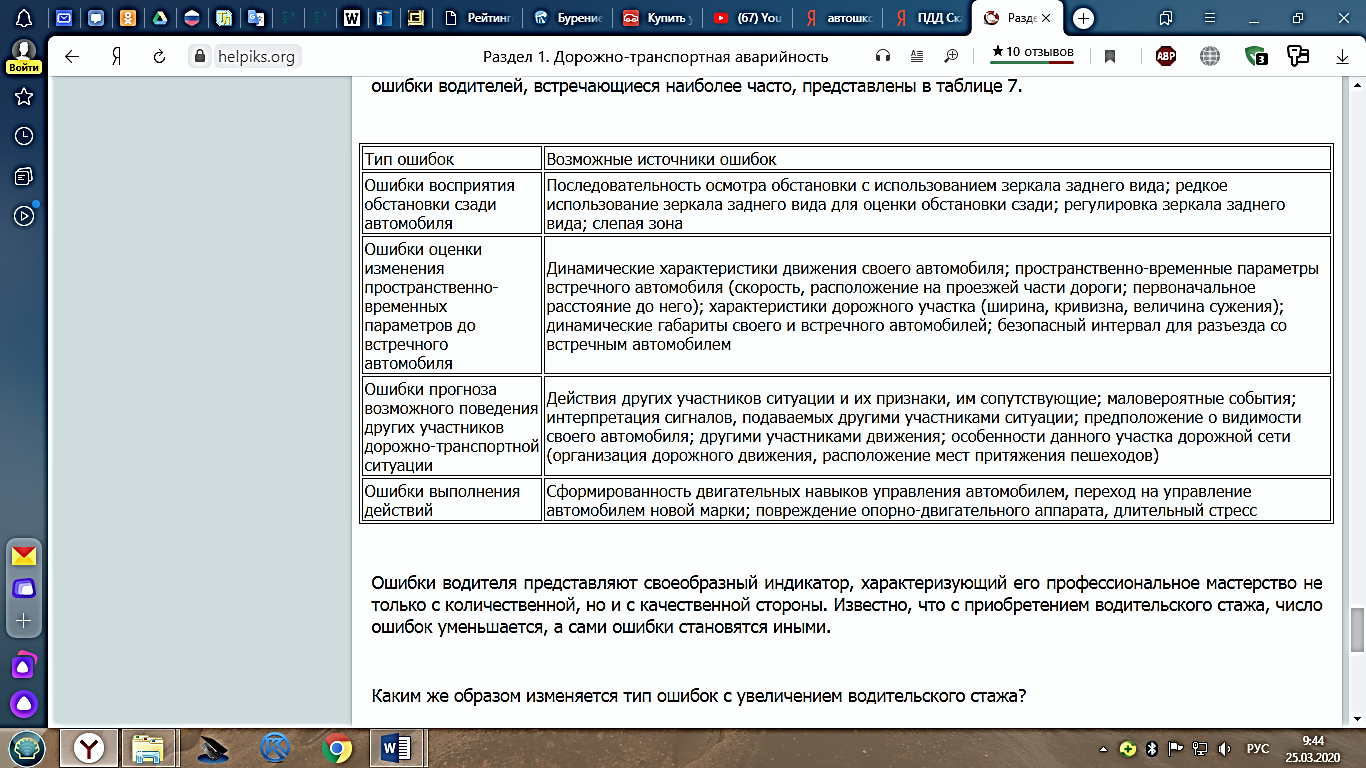 Рейтинг
Бурение
Купить у
(67) You
автошко
ПДД Ска
Разде
Войти
helpiks.org
Раздел 1. Дорожно-транспортная аварийность
★10 отзывов
ABP
3
ошибки водителей, встречающиеся наиболее часто, представлены в таблице 7.
Тип ошибок
Возможные источники ошибок
Ошибки восприятия
обстановки сзади
автомобиля
Последовательность осмотра обстановки с использованием зеркала заднего вида; редкое
использование зеркала заднего вида для оценки обстановки сзади; регулировка зеркала заднего
вида; слепая зона
Ошибки оценки
изменения
пространственно-
временных
параметров до
встречного
автомобиля
Динамические характеристики движения своего автомобиля; пространственно-временные параметры
встречного автомобиля (скорость, расположение на проезжей части дороги; первоначальное
расстояние до него); характеристики дорожного участка (ширина, кривизна, величина сужения);
динамические габариты своего и встречного автомобилей; безопасный интервал для разъезда со
встречным автомобилем
Ошибки прогноза
возможного поведения
других участников
дорожно-транспортной
ситуации
Действия других участников ситуации и их признаки, им сопутствующие; маловероятные события;
интерпретация сигналов, подаваемых другими участниками ситуации; предположение о видимости
своего автомобиля; другими участниками движения; особенности данного участка дорожной сети
(организация дорожного движения, расположение мест притяжения пешеходов)
Ошибки выполнения
действий
Сформированность двигательных навыков управления автомобилем, переход на управление
автомобилем новой марки; повреждение опорно-двигательного аппарата, длительный стресс
Ошибки водителя представляют своеобразный индикатор, характеризующий его профессиональное мастерство не
только с количественной, но и с качественной стороны. Известно, что с приобретением водительского стажа, число
ошибок уменьшается, а сами ошибки становятся иными.
Каким же образом изменяется тип ошибок с увеличением водительского стажа?
РУС
9:44
25.03.2020